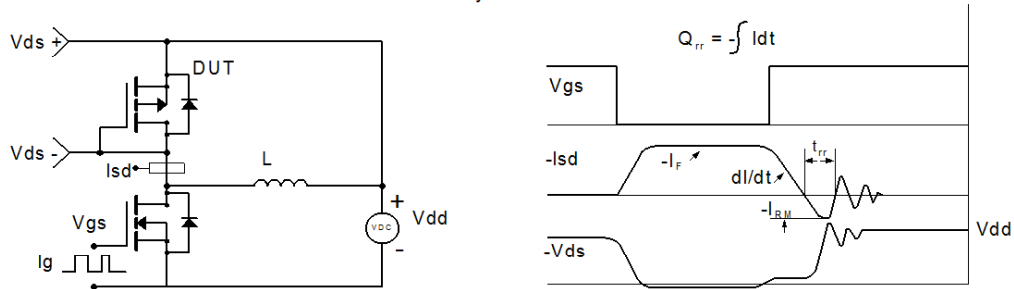 Vds +
DUT
Vds -
Isd
L
Vgs
Ig
+
VDC
-
Vdd
Qrr = -∫ Idt
Vgs
-Isd
-IF
dI/dt
trr
-IRM
Vdd
-Vds